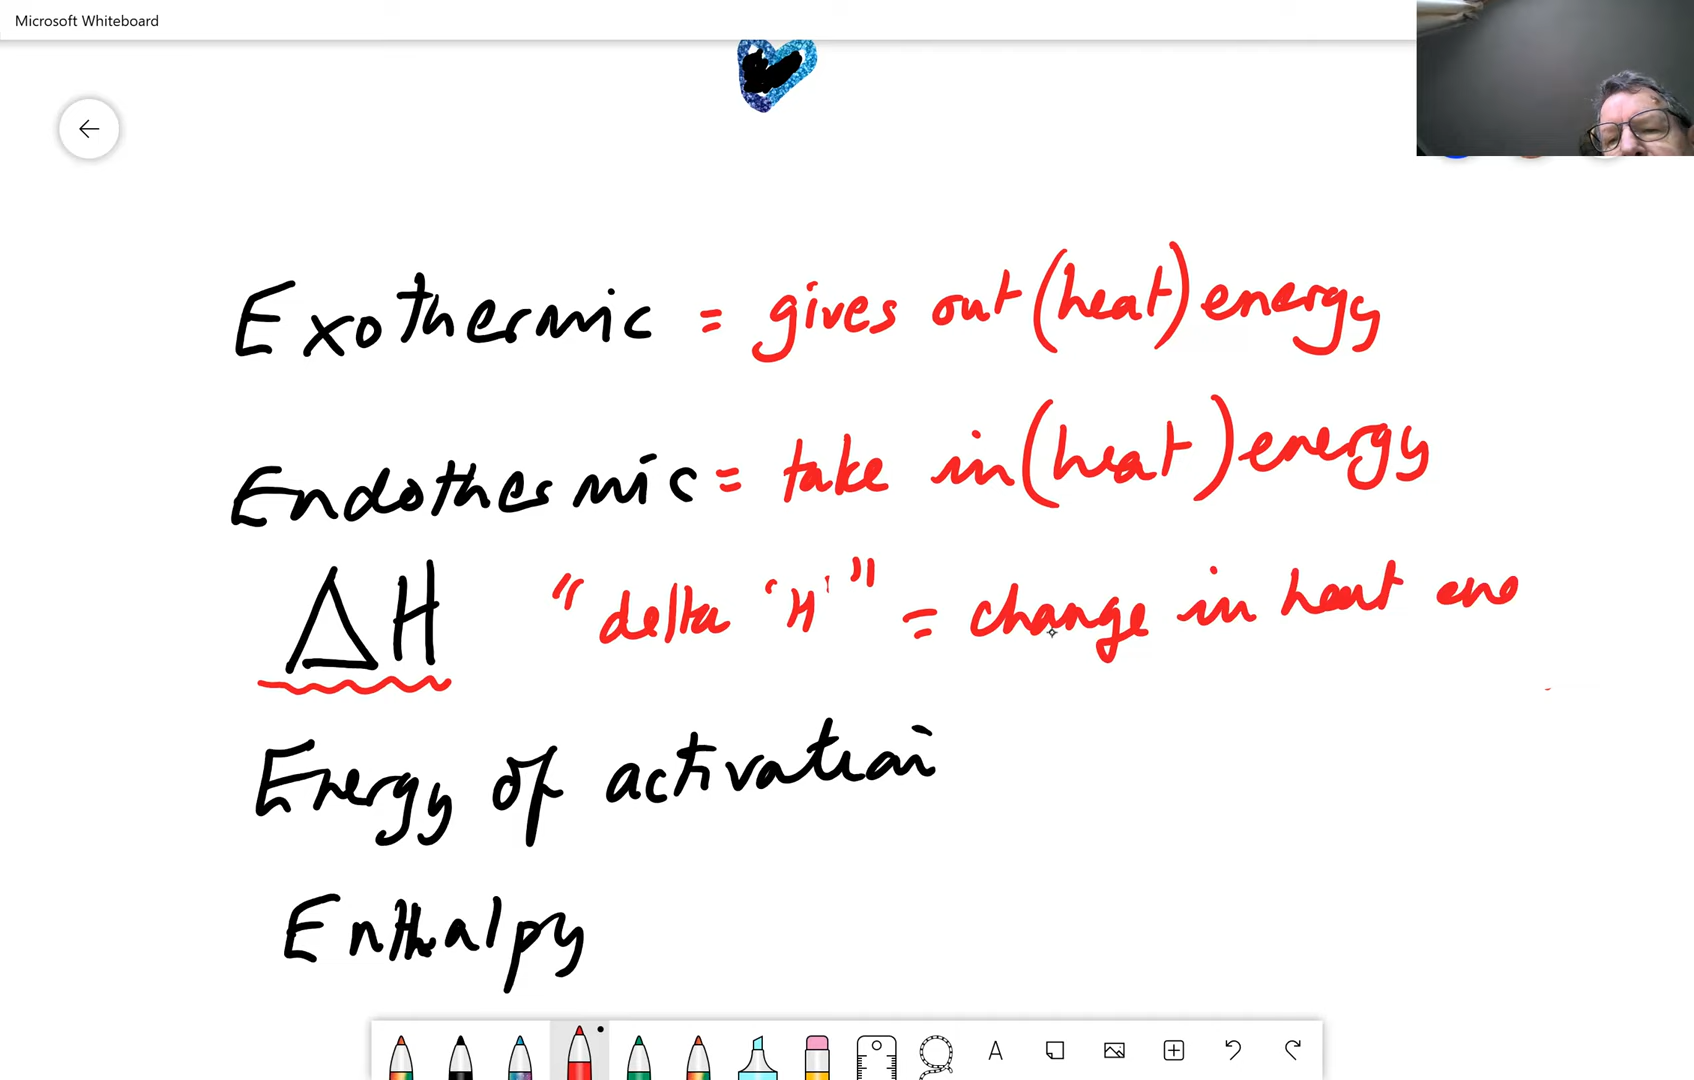 Microsoft Whiteboard
Exothermic = gives out (heat) energy
Endothermic = take in (heat) energy
ΔH "delta 'H'" = change in heat ene
Energy of activation
Enthalpy
A